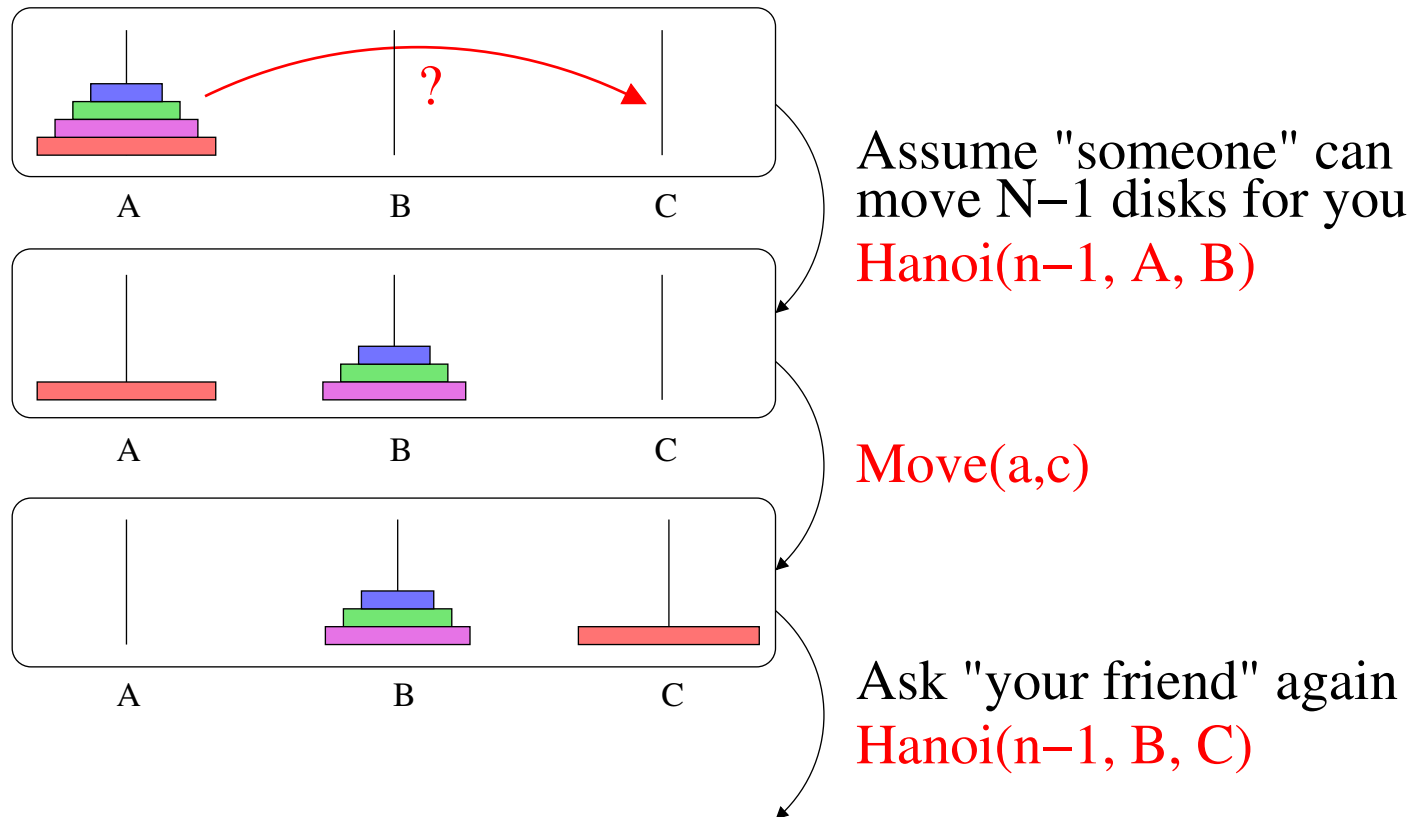 ?
A B C
Assume "someone" can
move N−1 disks for you
Hanoi(n−1, A, B)
A B C
Move(a,c)
A B C
Ask "your friend" again
Hanoi(n−1, B, C)